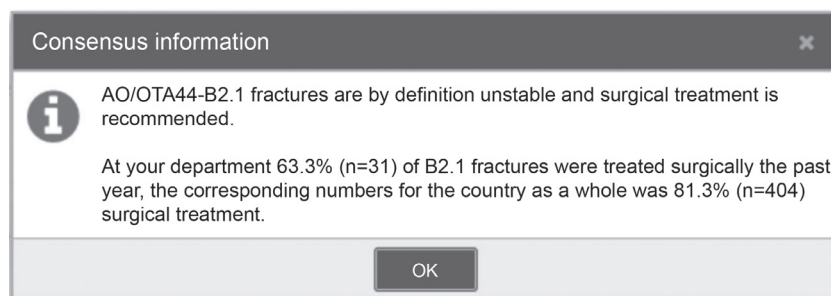 Consensus information
AO/OTA44-B2.1 fractures are by definition unstable and surgical treatment is
recommended.
At your department 63.3% (n=31) of B2.1 fractures were treated surgically the past
year, the corresponding numbers for the country as a whole was 81.3% (n=404)
surgical treatment.
OK